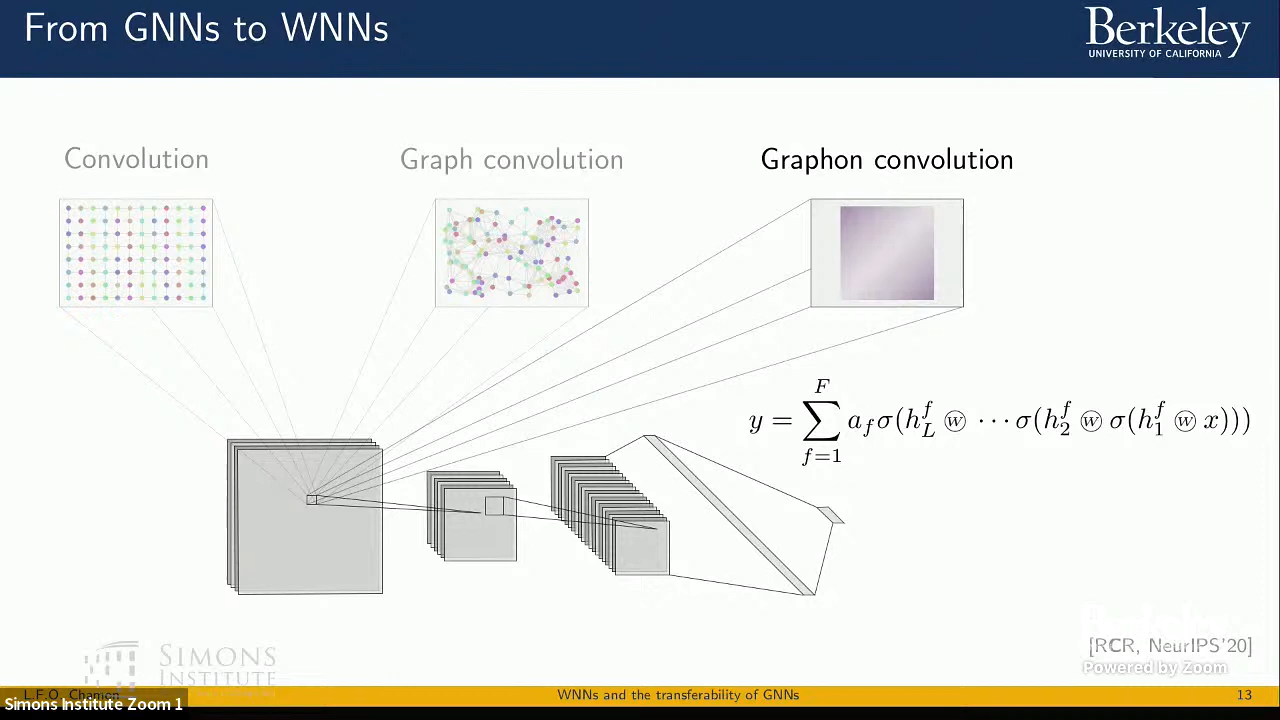 From GNNs to WNNs
Berkeley
UNIVERSITY OF CALIFORNIA
Convolution
Graph convolution
Graphon convolution
y = \sum_{f=1}^{F} a_f σ(h_L^f ⓦ ··· σ(h_2^f ⓦ σ(h_1^f ⓦ x)))
[RCR, NeurIPS'20]
Powered by Zoom
SIMONS
INSTITUTE
L.F.O. Chamon
WNNs and the transferability of GNNs
13
Simons Institute Zoom 1